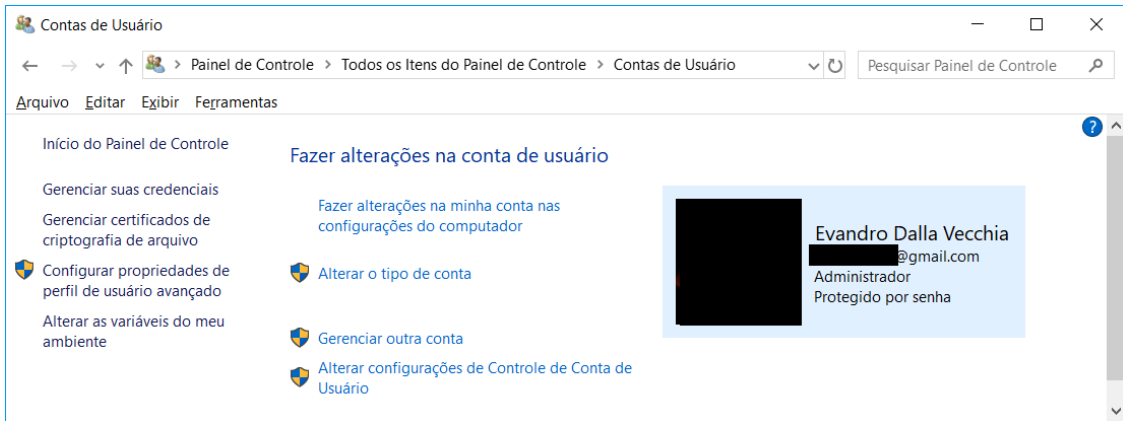 Contas de Usuário
Painel de Controle > Todos os Itens do Painel de Controle > Contas de Usuário
Pesquisar Painel de Controle
Arquivo Editar Exibir Ferramentas
Início do Painel de Controle
Gerenciar suas credenciais
Gerenciar certificados de
criptografia de arquivo
Configurar propriedades de
perfil de usuário avançado
Alterar as variáveis do meu
ambiente
Fazer alterações na conta de usuário
Fazer alterações na minha conta nas
configurações do computador
Alterar o tipo de conta
Gerenciar outra conta
Alterar configurações de Controle de Conta de
Usuário
Evandro Dalla Vecchia
@gmail.com
Administrador
Protegido por senha
?